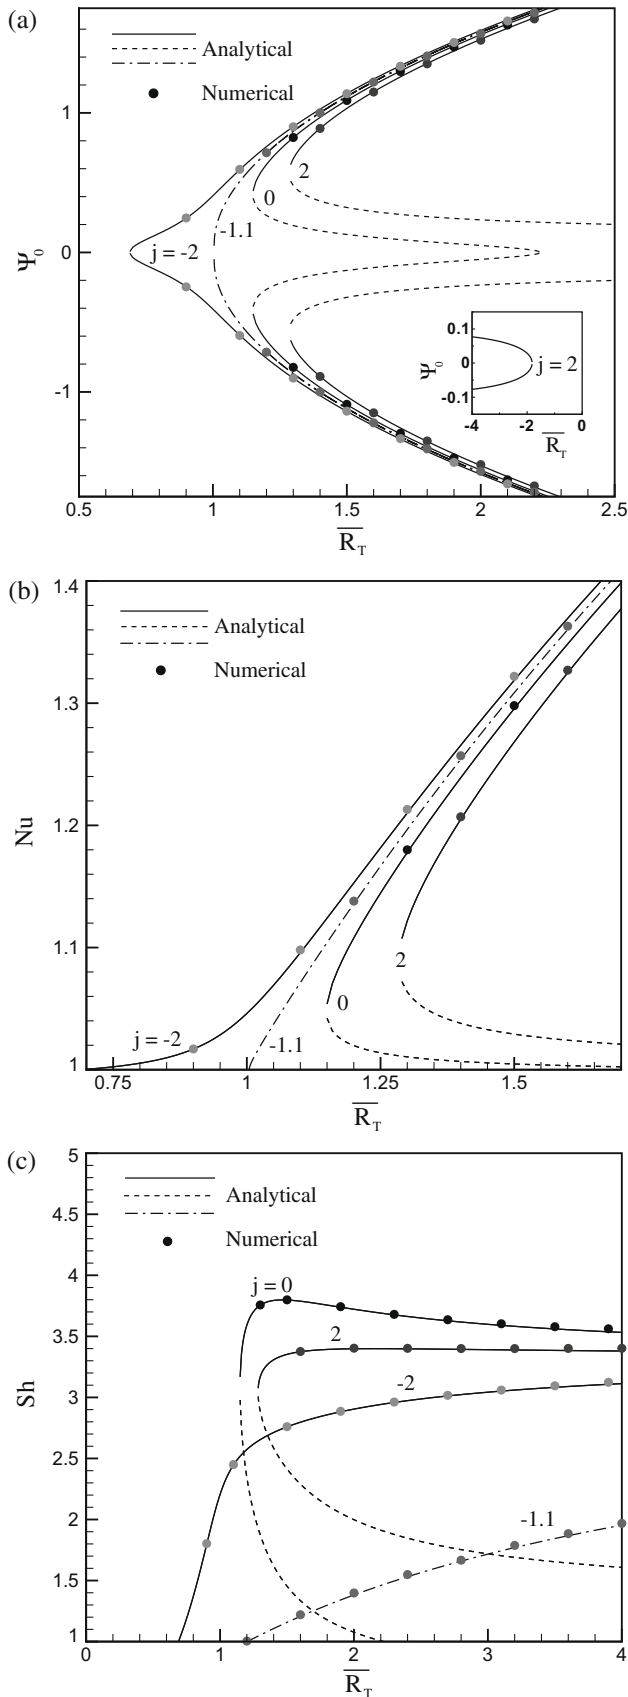 (a)
Analytical
Numerical
1
0
-1
Ψ₀
2
0
-1.1
j = -2
0.1
0
-0.1
Ψ₀
j = 2
-4 -2 0
R̅_T
0.5 1 1.5 2 2.5
R̅_T
(b)
Analytical
Numerical
1.4
1.3
1.2
1.1
1
Nu
2
0
j = -2
-1.1
0.75 1 1.25 1.5
R̅_T
(c)
Analytical
Numerical
5
4.5
4
3.5
3
2.5
2
1.5
1
Sh
j = 0
2
-2
-1.1
0 1 2 3 4
R̅_T